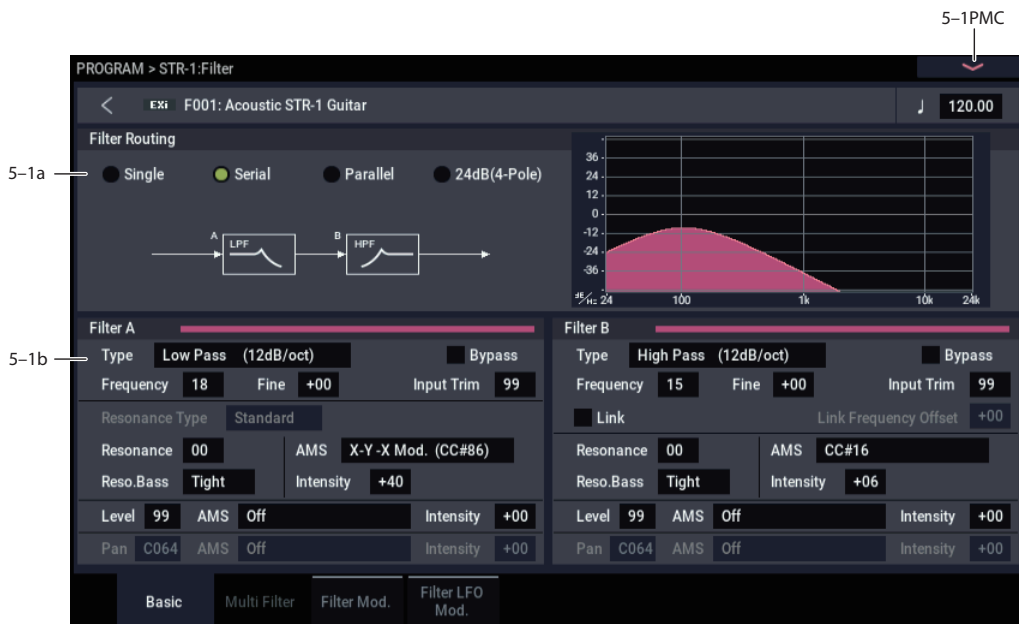 5–1PMC
PROGRAM > STR-1:Filter
EXi F001: Acoustic STR-1 Guitar
♩ 120.00
Filter Routing
5–1a
Single Serial Parallel 24dB(4-Pole)
A LPF B HPF
36
24
12
0
-12
-24
-36
dB/Hz 24 100 1k 10k 24k
Filter A
5–1b
Type Low Pass (12dB/oct) Bypass
Frequency 18 Fine +00 Input Trim 99
Resonance Type Standard
Resonance 00 AMS X-Y -X Mod. (CC#86)
Reso.Bass Tight Intensity +40
Level 99 AMS Off Intensity +00
Pan C064 AMS Off Intensity +00
Filter B
Type High Pass (12dB/oct) Bypass
Frequency 15 Fine +00 Input Trim 99
Link Link Frequency Offset +00
Resonance 00 AMS CC#16
Reso.Bass Tight Intensity +06
Level 99 AMS Off Intensity +00
Pan C064 AMS Off Intensity +00
Basic Multi Filter Filter Mod. Filter LFO
Mod.